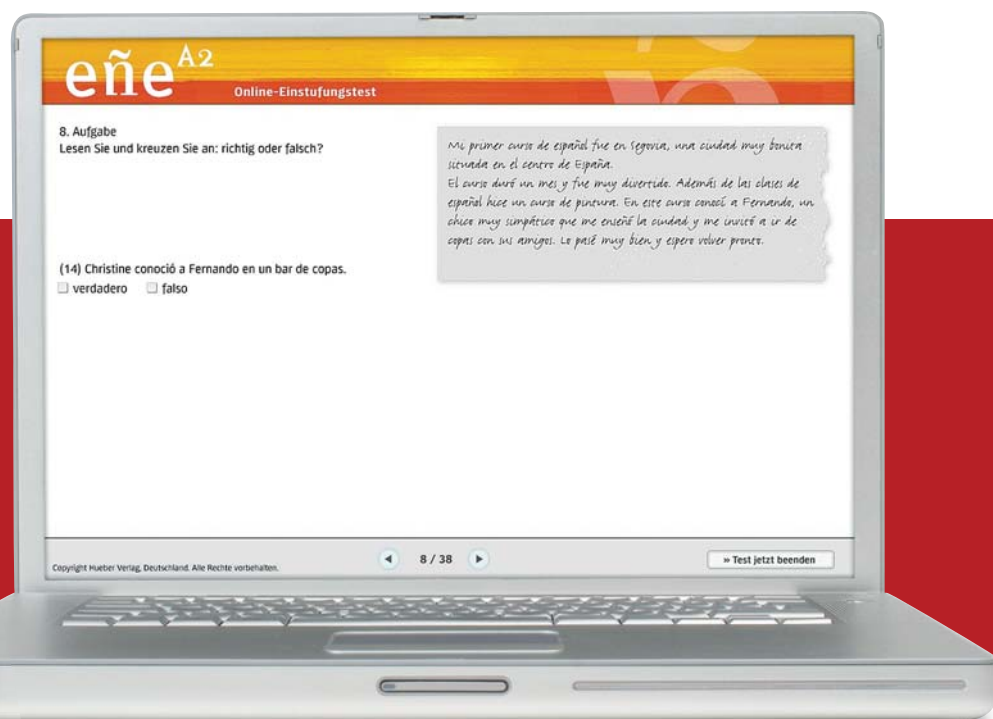 eñe A2
Online-Einstufungstest
8. Aufgabe
Lesen Sie und kreuzen Sie an: richtig oder falsch?
Mi primer curso de español fue en Segovia, una ciudad muy bonita
situada en el centro de España.
El curso duró un mes y fue muy divertido. Además de las clases de
español hice un curso de pintura. En este curso conocí a Fernando, un
chico muy simpático que me enseñó la ciudad y me invitó a ir de
copas con sus amigos. Lo pasé muy bien y espero volver pronto.
(14) Christine conoció a Fernando en un bar de copas.
verdadero falso
Copyright Hueber Verlag, Deutschland. Alle Rechte vorbehalten.
8 / 38
» Test jetzt beenden